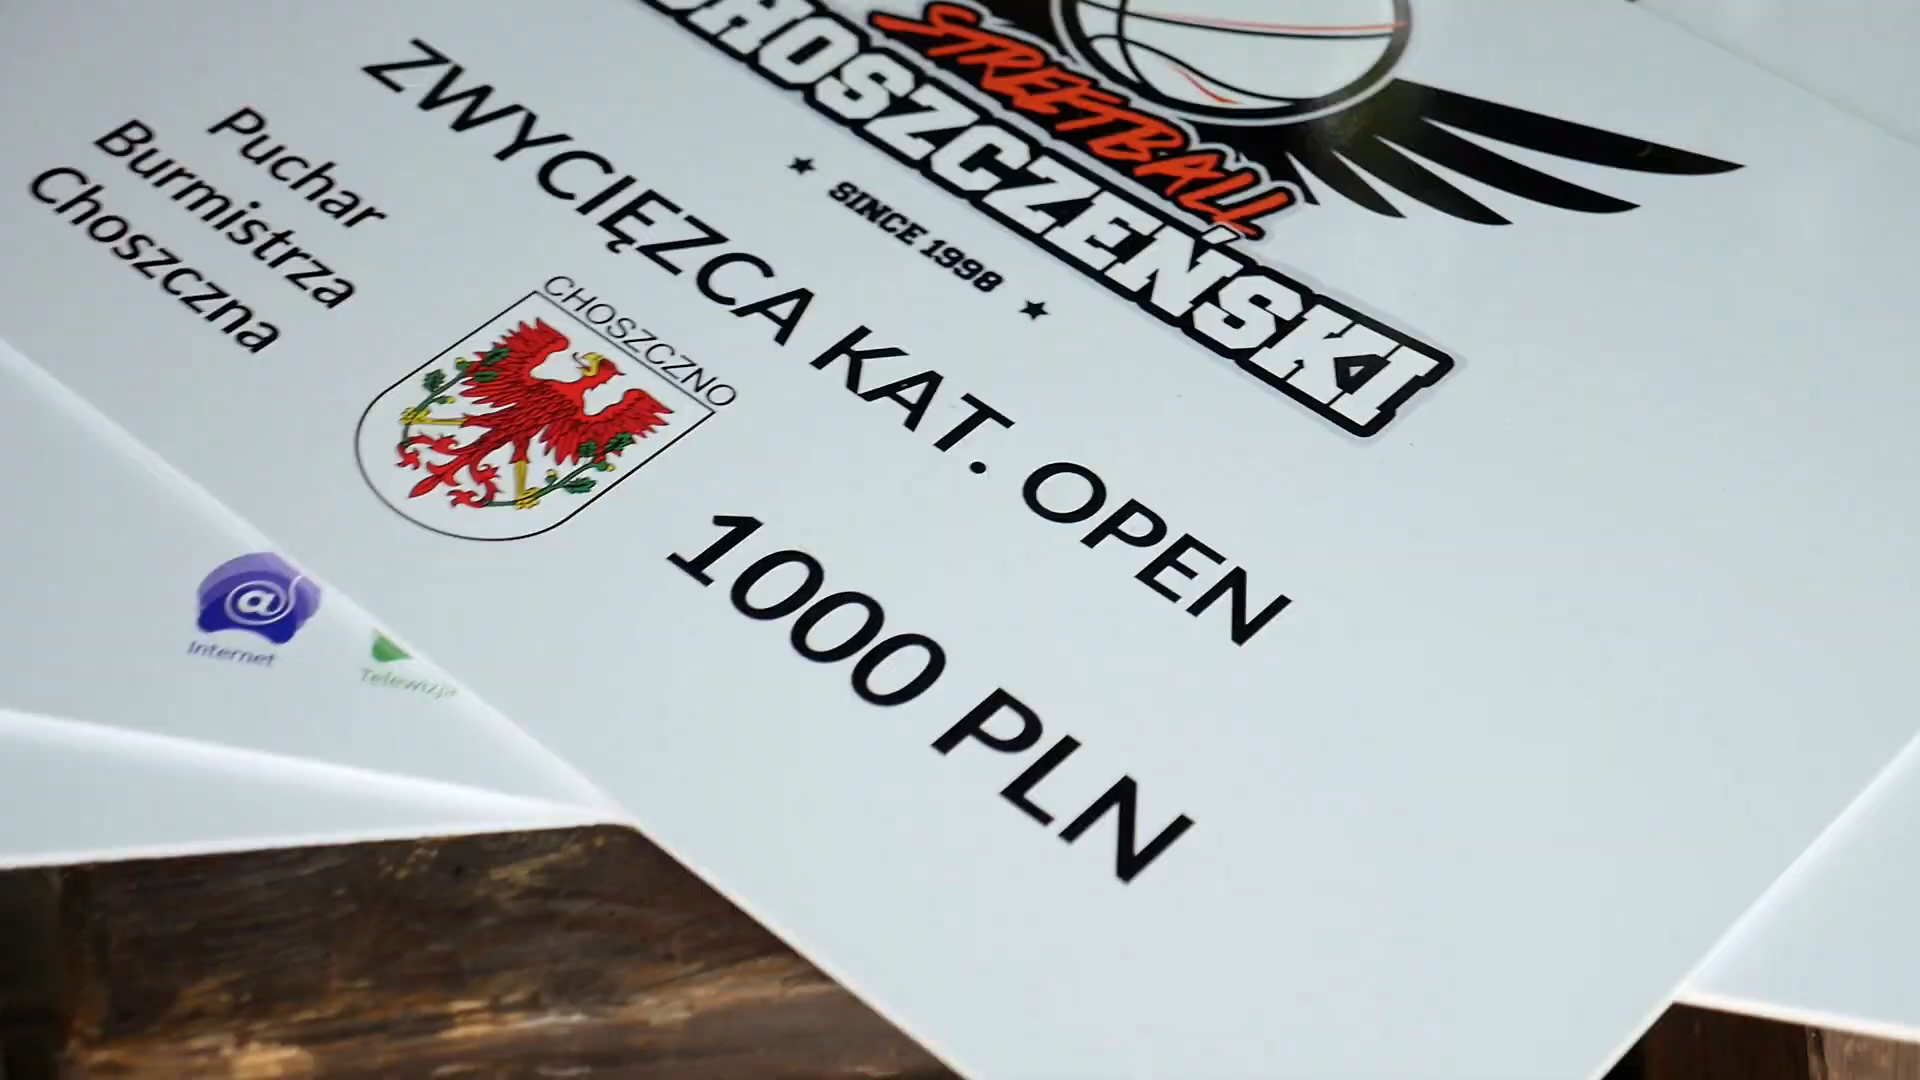 STREETBALL
CHOSZCZEŃSKI
SINCE 1998
ZWYCIĘZCA KAT. OPEN
1000 PLN
Puchar
Burmistrza
Choszczna
CHOSZCZNO
@
Internet
Telewizja